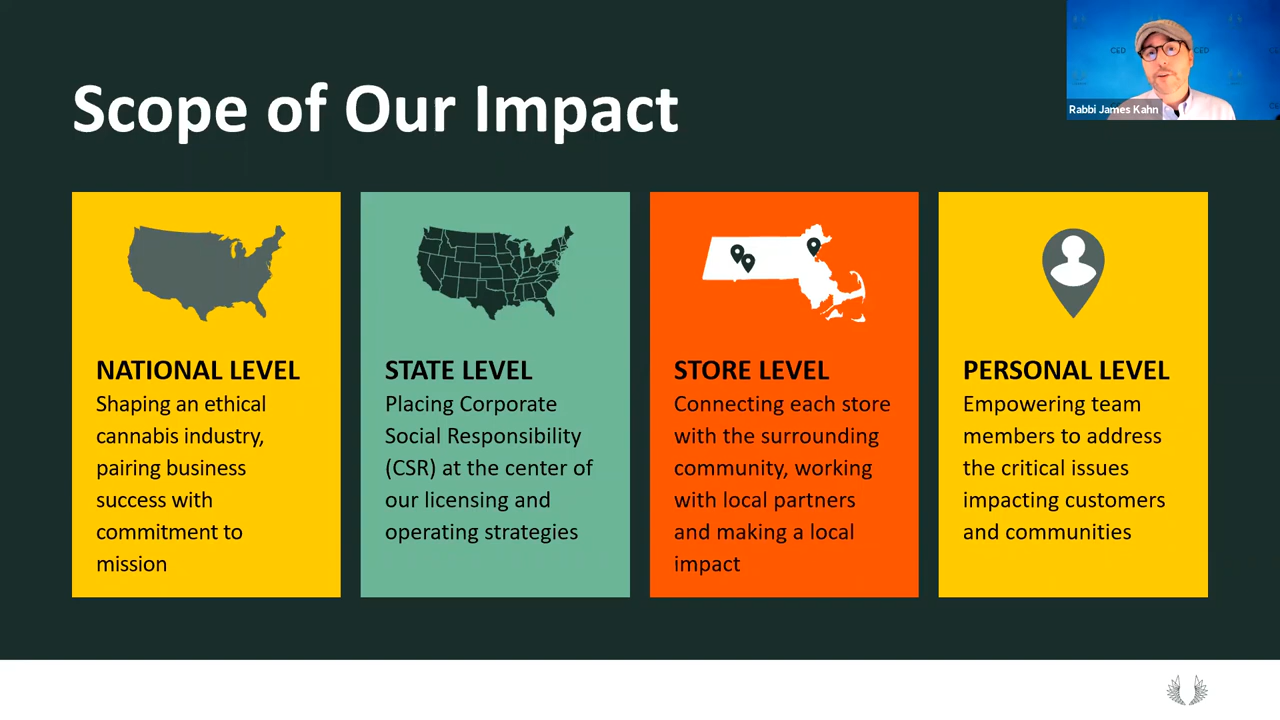 Scope of Our Impact
CED
CED
Rabbi James Kahn
NATIONAL LEVEL
Shaping an ethical
cannabis industry,
pairing business
success with
commitment to
mission
STATE LEVEL
Placing Corporate
Social Responsibility
(CSR) at the center of
our licensing and
operating strategies
STORE LEVEL
Connecting each store
with the surrounding
community, working
with local partners
and making a local
impact
PERSONAL LEVEL
Empowering team
members to address
the critical issues
impacting customers
and communities